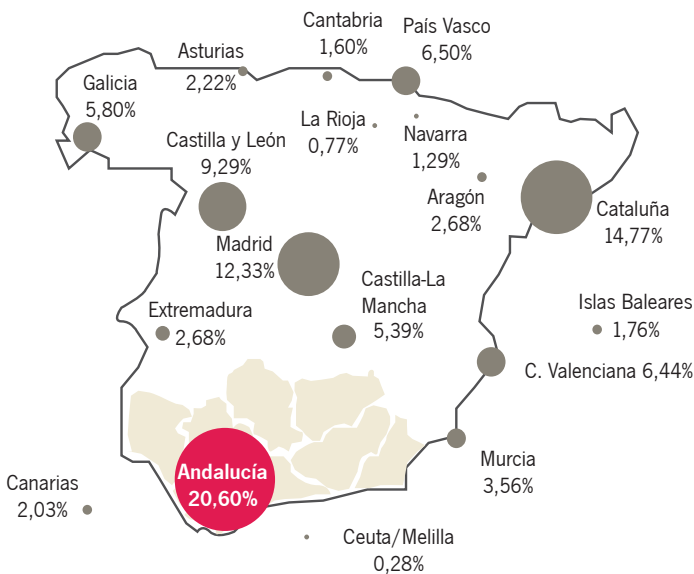 Cantabria
1,60%
País Vasco
6,50%
Asturias
2,22%
Galicia
5,80%
La Rioja
0,77%
Navarra
1,29%
Castilla y León
9,29%
Aragón
2,68%
Cataluña
14,77%
Madrid
12,33%
Castilla-La
Mancha
5,39%
Extremadura
2,68%
Islas Baleares
1,76%
C. Valenciana 6,44%
Andalucía
20,60%
Murcia
3,56%
Canarias
2,03%
Ceuta/Melilla
0,28%